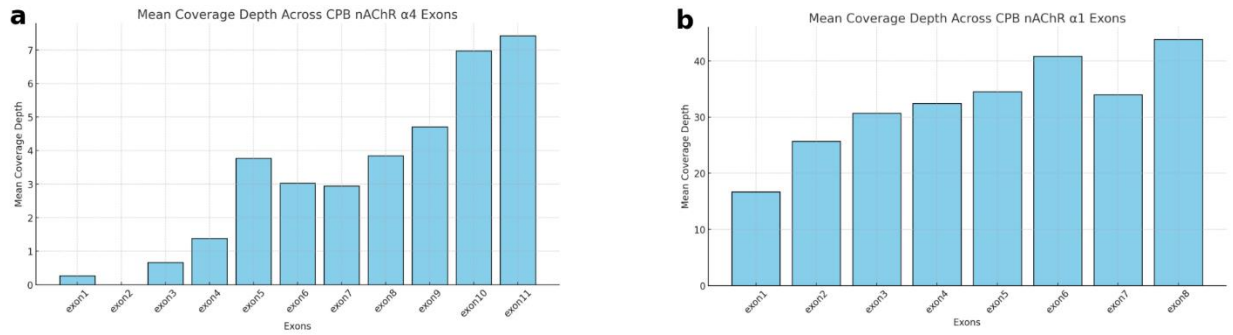 a
Mean Coverage Depth Across CPB nAChR α4 Exons
Mean Coverage Depth
7
6
5
4
3
2
1
0
exon1
exon2
exon3
exon4
exon5
exon6
exon7
exon8
exon9
exon10
exon11
Exons
b
Mean Coverage Depth Across CPB nAChR α1 Exons
Mean Coverage Depth
40
30
20
10
0
exon1
exon2
exon3
exon4
exon5
exon6
exon7
exon8
Exons